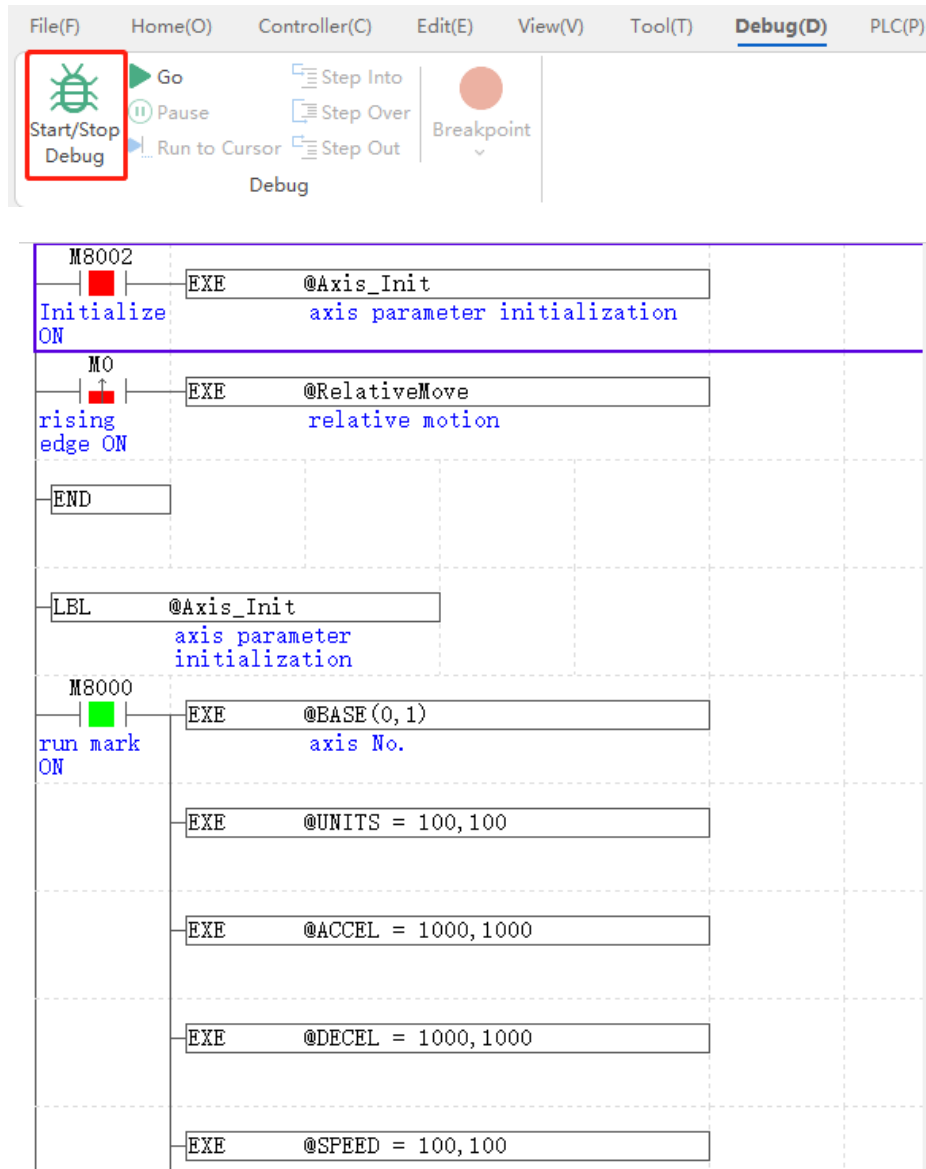 File(F) Home(O) Controller(C) Edit(E) View(V) Tool(T) Debug(D) PLC(P)
Start/Stop
Debug
Go
Pause
Run to Cursor
Step Into
Step Over
Step Out
Breakpoint
Debug
M8002
EXE @Axis_Init
Initialize
ON
axis parameter initialization
M0
EXE @RelativeMove
rising
edge ON
relative motion
END
LBL @Axis_Init
axis parameter
initialization
M8000
EXE @BASE(0,1)
run mark
ON
axis No.
EXE @UNITS = 100,100
EXE @ACCEL = 1000,1000
EXE @DECEL = 1000,1000
EXE @SPEED = 100,100